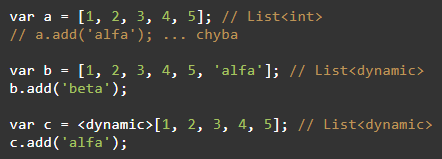 var a = [1, 2, 3, 4, 5]; // List<int>
// a.add('alfa'); ... chyba
var b = [1, 2, 3, 4, 5, 'alfa']; // List<dynamic>
b.add('beta');
var c = <dynamic>[1, 2, 3, 4, 5]; // List<dynamic>
c.add('alfa');